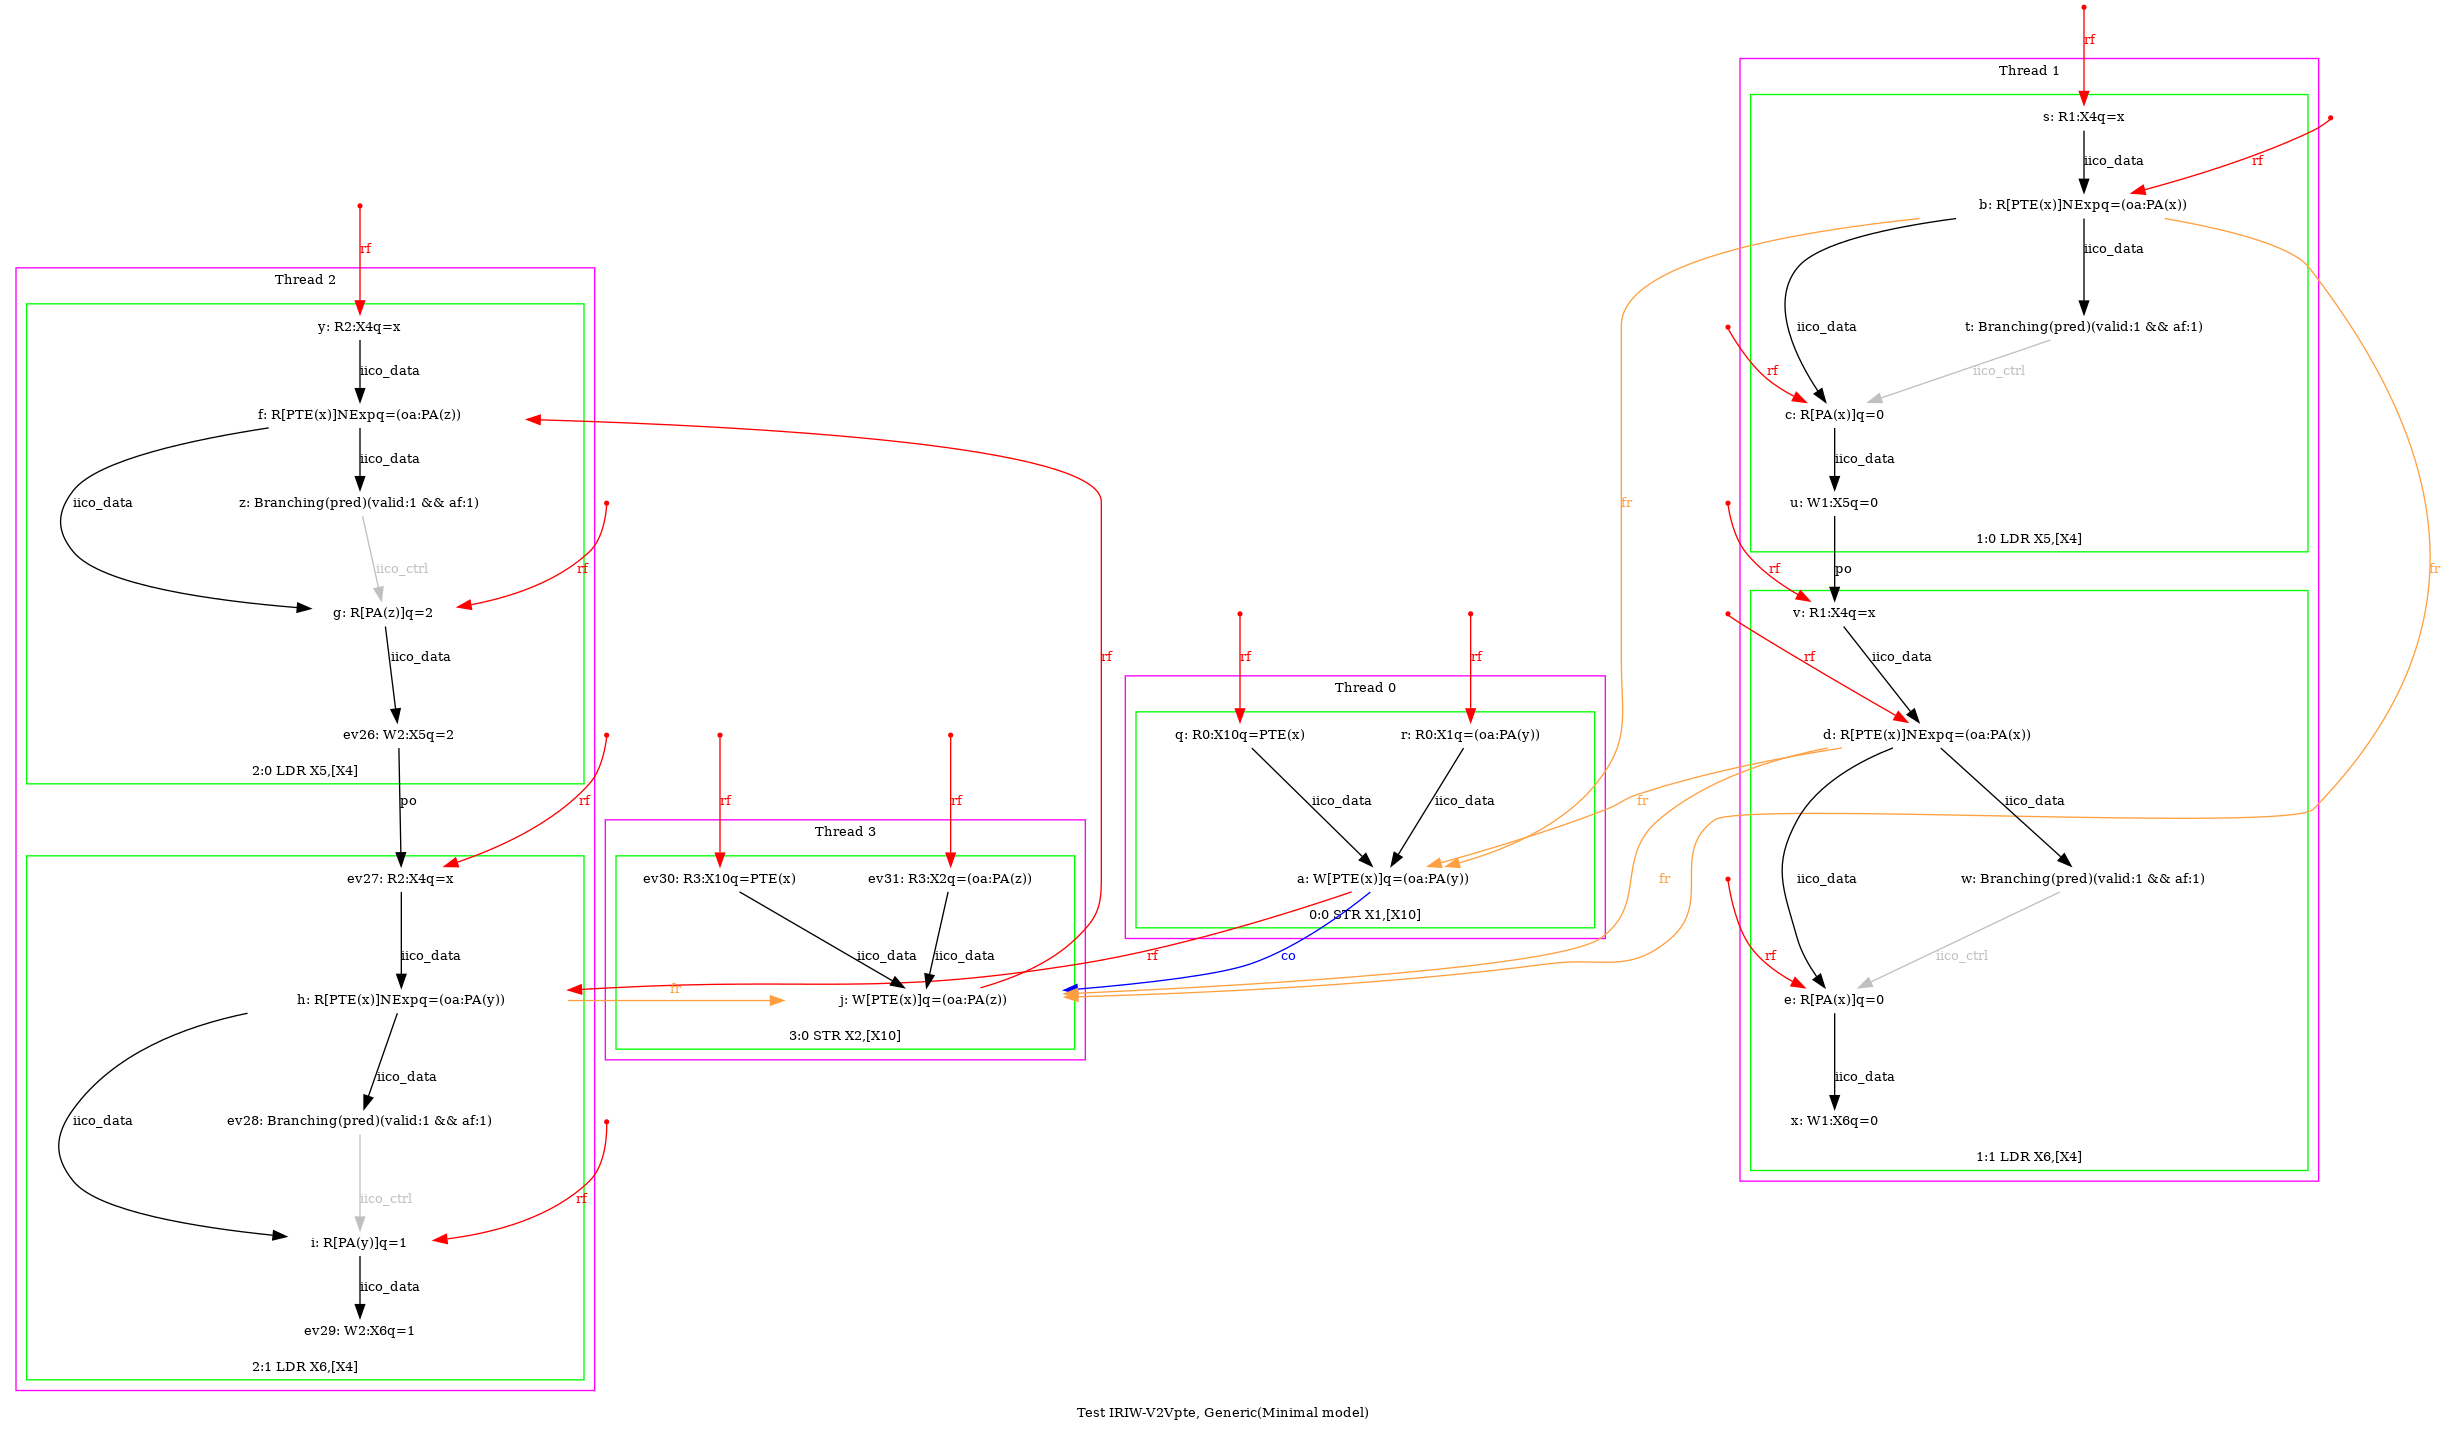 rf
Thread 1
s: R1:X4q=x
iico_data
rf
b: R[PTE(x)]NExpq=(oa:PA(x))
iico_data
iico_data
t: Branching(pred)(valid:1 && af:1)
rf
iico_ctrl
c: R[PA(x)]q=0
iico_data
u: W1:X5q=0
fr
1:0 LDR X5,[X4]
rf
po
fr
v: R1:X4q=x
rf
iico_data
d: R[PTE(x)]NExpq=(oa:PA(x))
iico_data
fr
fr
iico_data
w: Branching(pred)(valid:1 && af:1)
rf
iico_ctrl
e: R[PA(x)]q=0
iico_data
x: W1:X6q=0
1:1 LDR X6,[X4]
rf
Thread 2
y: R2:X4q=x
iico_data
f: R[PTE(x)]NExpq=(oa:PA(z))
iico_data
iico_data
z: Branching(pred)(valid:1 && af:1)
iico_ctrl
rf
g: R[PA(z)]q=2
iico_data
ev26: W2:X5q=2
2:0 LDR X5,[X4]
po
rf
ev27: R2:X4q=x
iico_data
h: R[PTE(x)]NExpq=(oa:PA(y))
fr
iico_data
iico_data
ev28: Branching(pred)(valid:1 && af:1)
iico_ctrl
rf
i: R[PA(y)]q=1
iico_data
ev29: W2:X6q=1
2:1 LDR X6,[X4]
rf
rf
rf
Thread 3
ev30: R3:X10q=PTE(x)
ev31: R3:X2q=(oa:PA(z))
iico_data
iico_data
j: W[PTE(x)]q=(oa:PA(z))
3:0 STR X2,[X10]
rf
rf
Thread 0
q: R0:X10q=PTE(x)
r: R0:X1q=(oa:PA(y))
iico_data
iico_data
a: W[PTE(x)]q=(oa:PA(y))
0:0 STR X1,[X10]
rf
co
Test IRIW-V2Vpte, Generic(Minimal model)